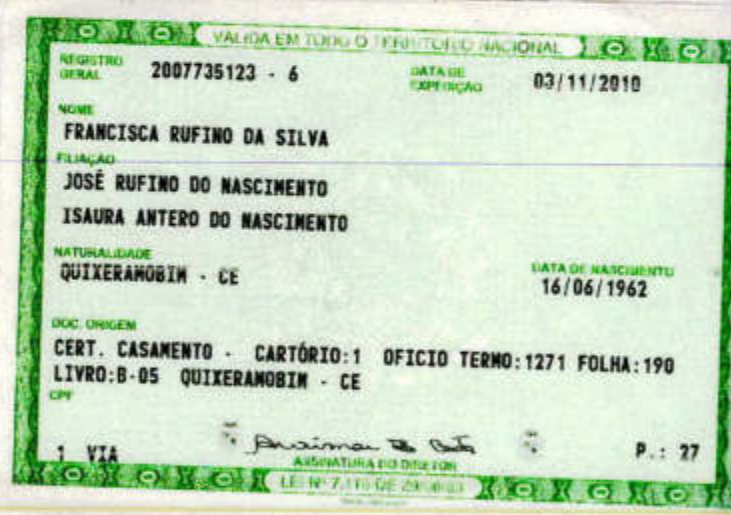 VALIDA EM TODO O TERRITÓRIO NACIONAL
REGISTRO GERAL 2007735123 - 6 DATA DE EXPEDIÇÃO 03/11/2010
NOME
FRANCISCA RUFINO DA SILVA
FILIAÇÃO
JOSÉ RUFINO DO NASCIMENTO
ISAURA ANTERO DO NASCIMENTO
NATURALIDADE DATA DE NASCIMENTO
QUIXERAMOBIM - CE 16/06/1962
DOC. ORIGEM
CERT. CASAMENTO - CARTÓRIO:1 OFICIO TERMO:1271 FOLHA:190
LIVRO:B-05 QUIXERAMOBIM - CE
CPF
1 VIA P.: 27
ASSINATURA DO DIRETOR
LEI Nº 7.116 DE